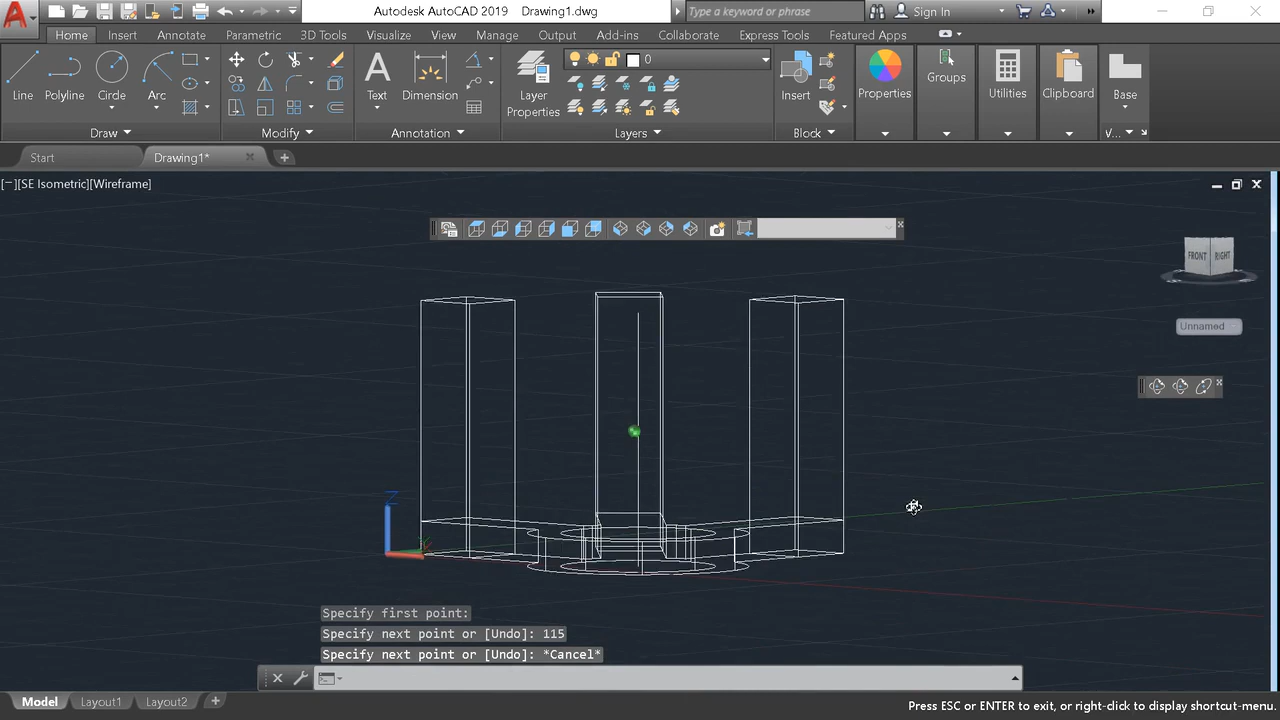 Autodesk AutoCAD 2019 Drawing1.dwg
Type a keyword or phrase
Sign In
Home Insert Annotate Parametric 3D Tools Visualize View Manage Output Add-ins Collaborate Express Tools Featured Apps
Line Polyline Circle Arc
Text Dimension
Layer Properties
0
Insert
Properties
Groups
Utilities
Clipboard
Base
Draw Modify Annotation Layers Block V...
Start Drawing1*
[−][SE Isometric][Wireframe]
FRONT RIGHT
Unnamed
Z
Specify first point:
Specify next point or [Undo]: 115
Specify next point or [Undo]: *Cancel*
Model Layout1 Layout2
Press ESC or ENTER to exit, or right-click to display shortcut-menu.